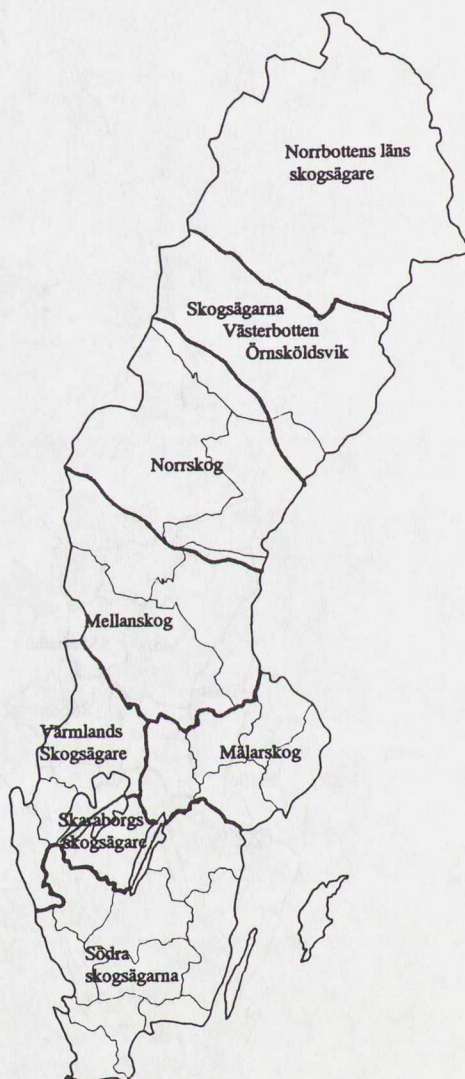 Norrbottens läns
skogsägare
Skogsägarna
Västerbotten
Örnsköldsvik
Norrskog
Mellanskog
Värmlands
Skogsägare
Mälarskog
Skaraborgs
skogsägare
Södra
skogsägarna